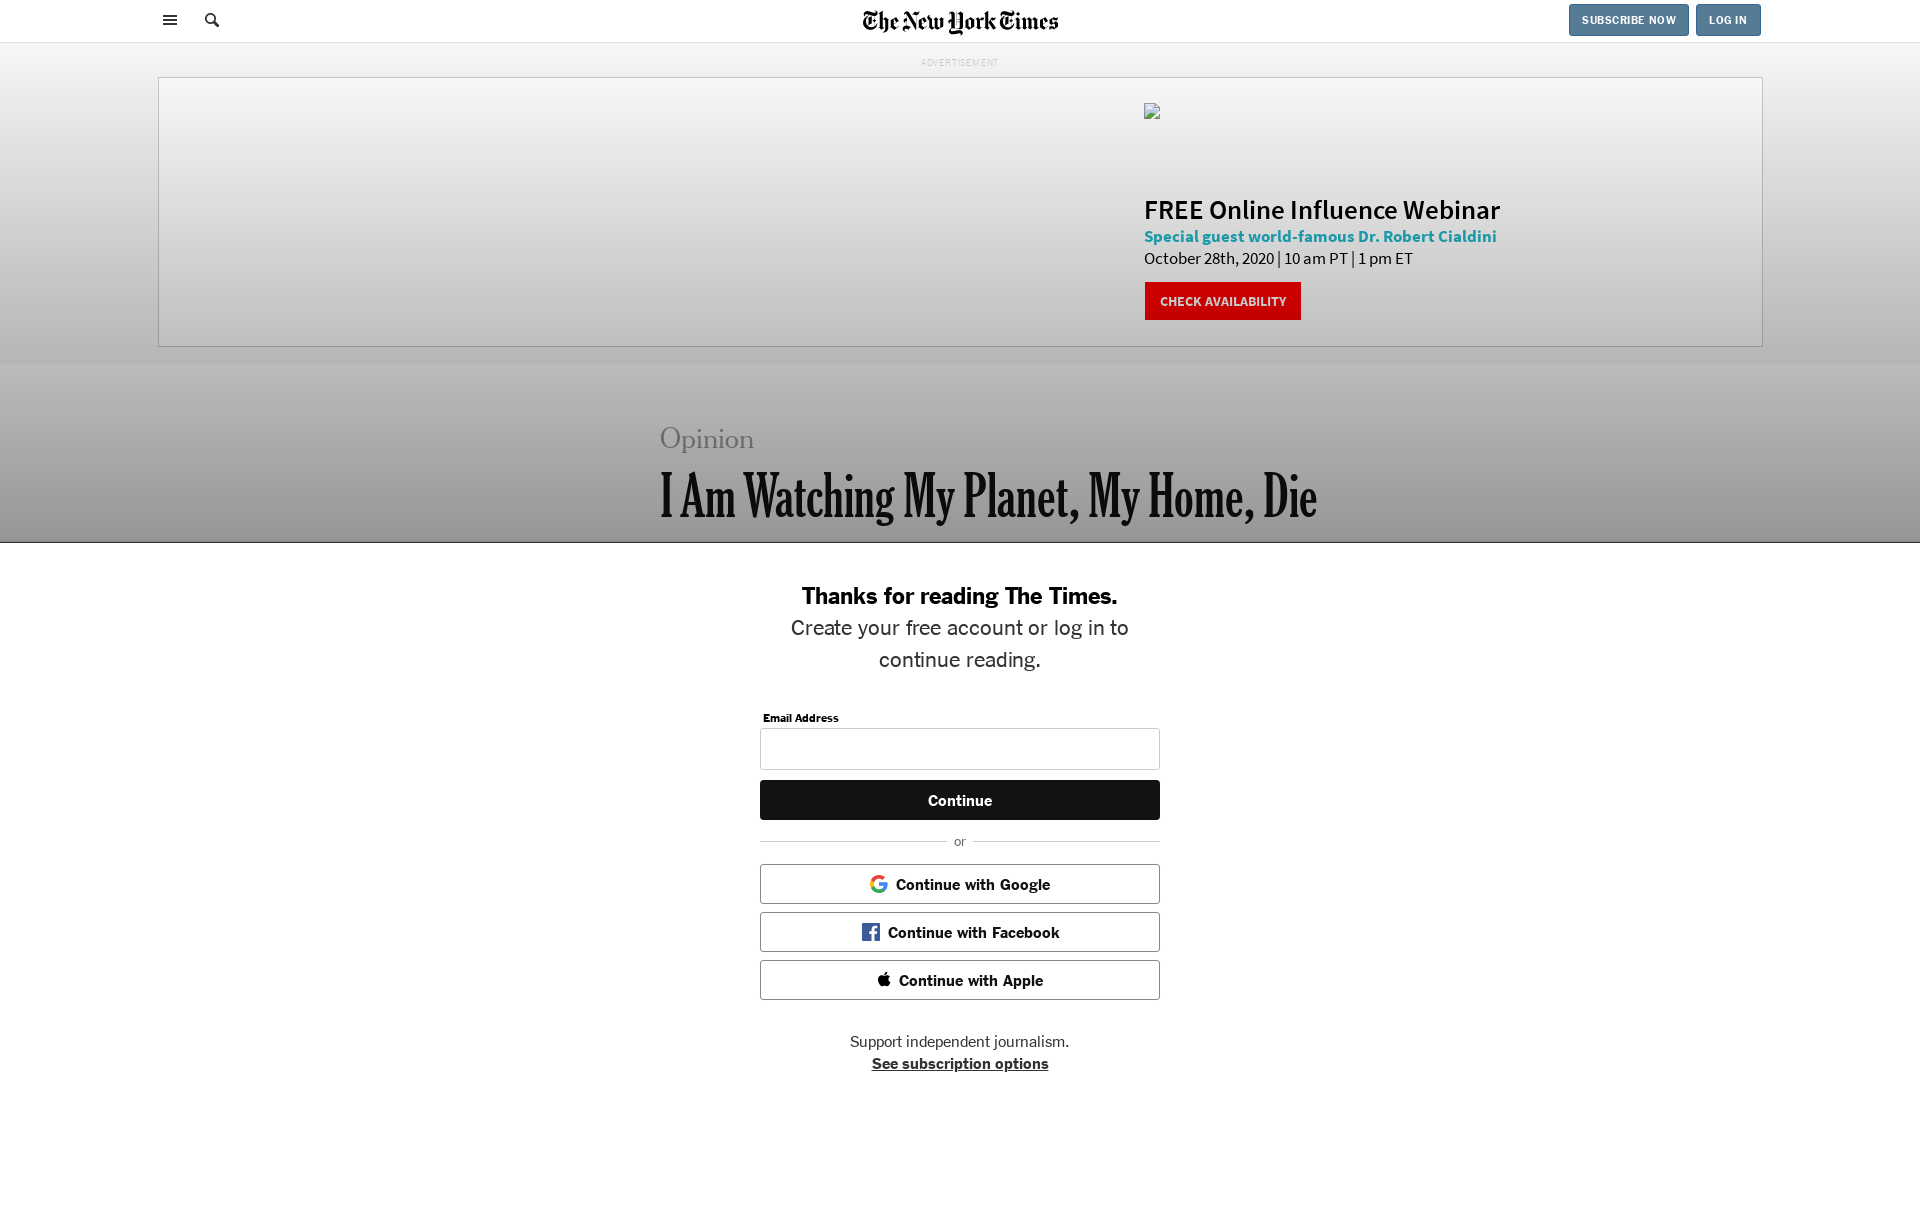 The New York Times
SUBSCRIBE NOW
LOG IN
ADVERTISEMENT
FREE Online Influence Webinar
Special guest world-famous Dr. Robert Cialdini
October 28th, 2020 | 10 am PT | 1 pm ET
CHECK AVAILABILITY
Opinion
I Am Watching My Planet, My Home, Die
Thanks for reading The Times.
Create your free account or log in to
continue reading.
Email Address
Continue
or
Continue with Google
Continue with Facebook
Continue with Apple
Support independent journalism.
See subscription options